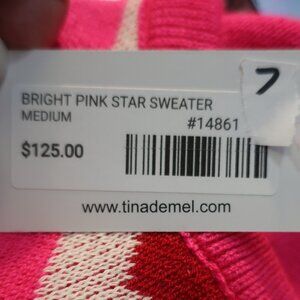 7
BRIGHT PINK STAR SWEATER
MEDIUM
#14861
$125.00
www.tinademel.com